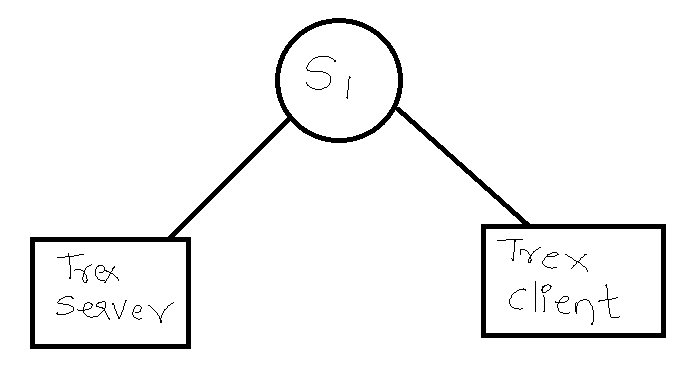 S1
Trex
Server
Trex
Client